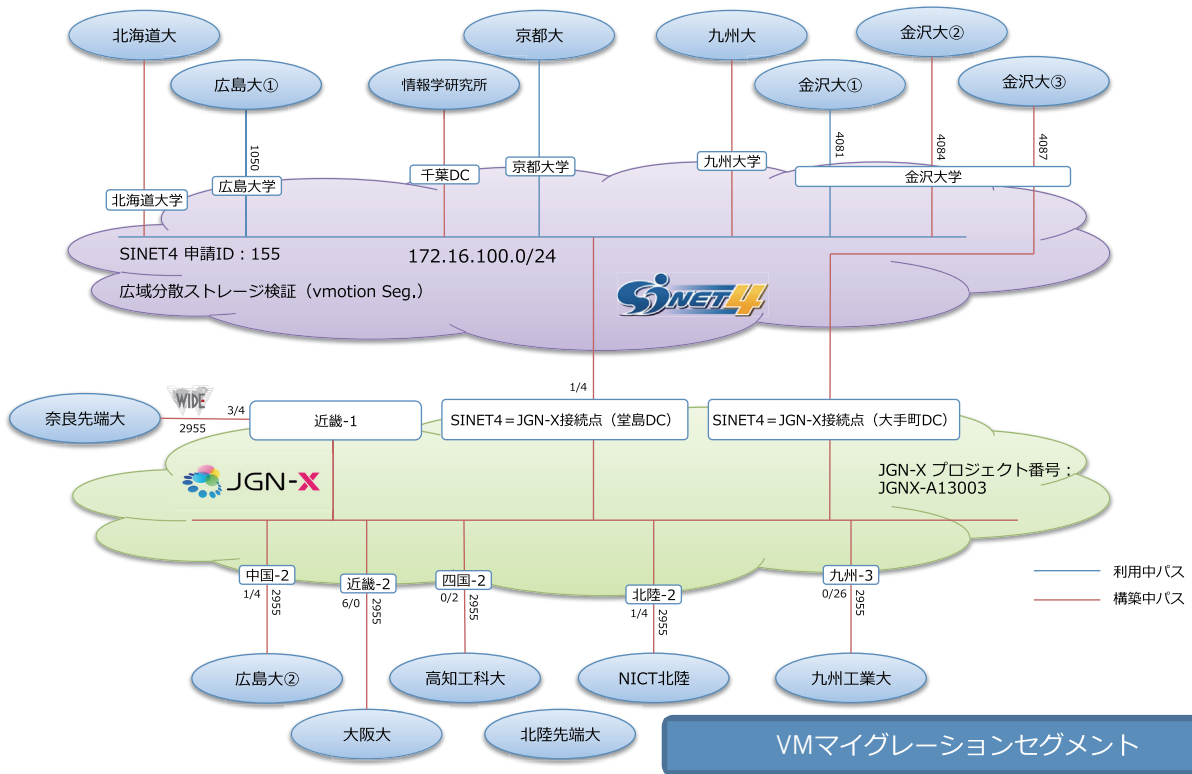 北海道大
京都大
九州大
金沢大②
広島大①
情報学研究所
金沢大①
金沢大③
1050
4081
4084
4087
北海道大学
広島大学
千葉DC
京都大学
九州大学
金沢大学
SINET4 申請ID:155
172.16.100.0/24
広域分散ストレージ検証(vmotion Seg.)
SiNET4
1/4
奈良先端大
WIDE
3/4
2955
近畿-1
SINET4=JGN-X接続点(堂島DC)
SINET4=JGN-X接続点(大手町DC)
JGN-X
JGN-X プロジェクト番号:
JGNX-A13003
中国-2
1/4
2955
近畿-2
6/0
2955
四国-2
0/2
2955
北陸-2
1/4
2955
九州-3
0/26
2955
利用中パス
構築中パス
広島大②
高知工科大
NICT北陸
九州工業大
大阪大
北陸先端大
VMマイグレーションセグメント